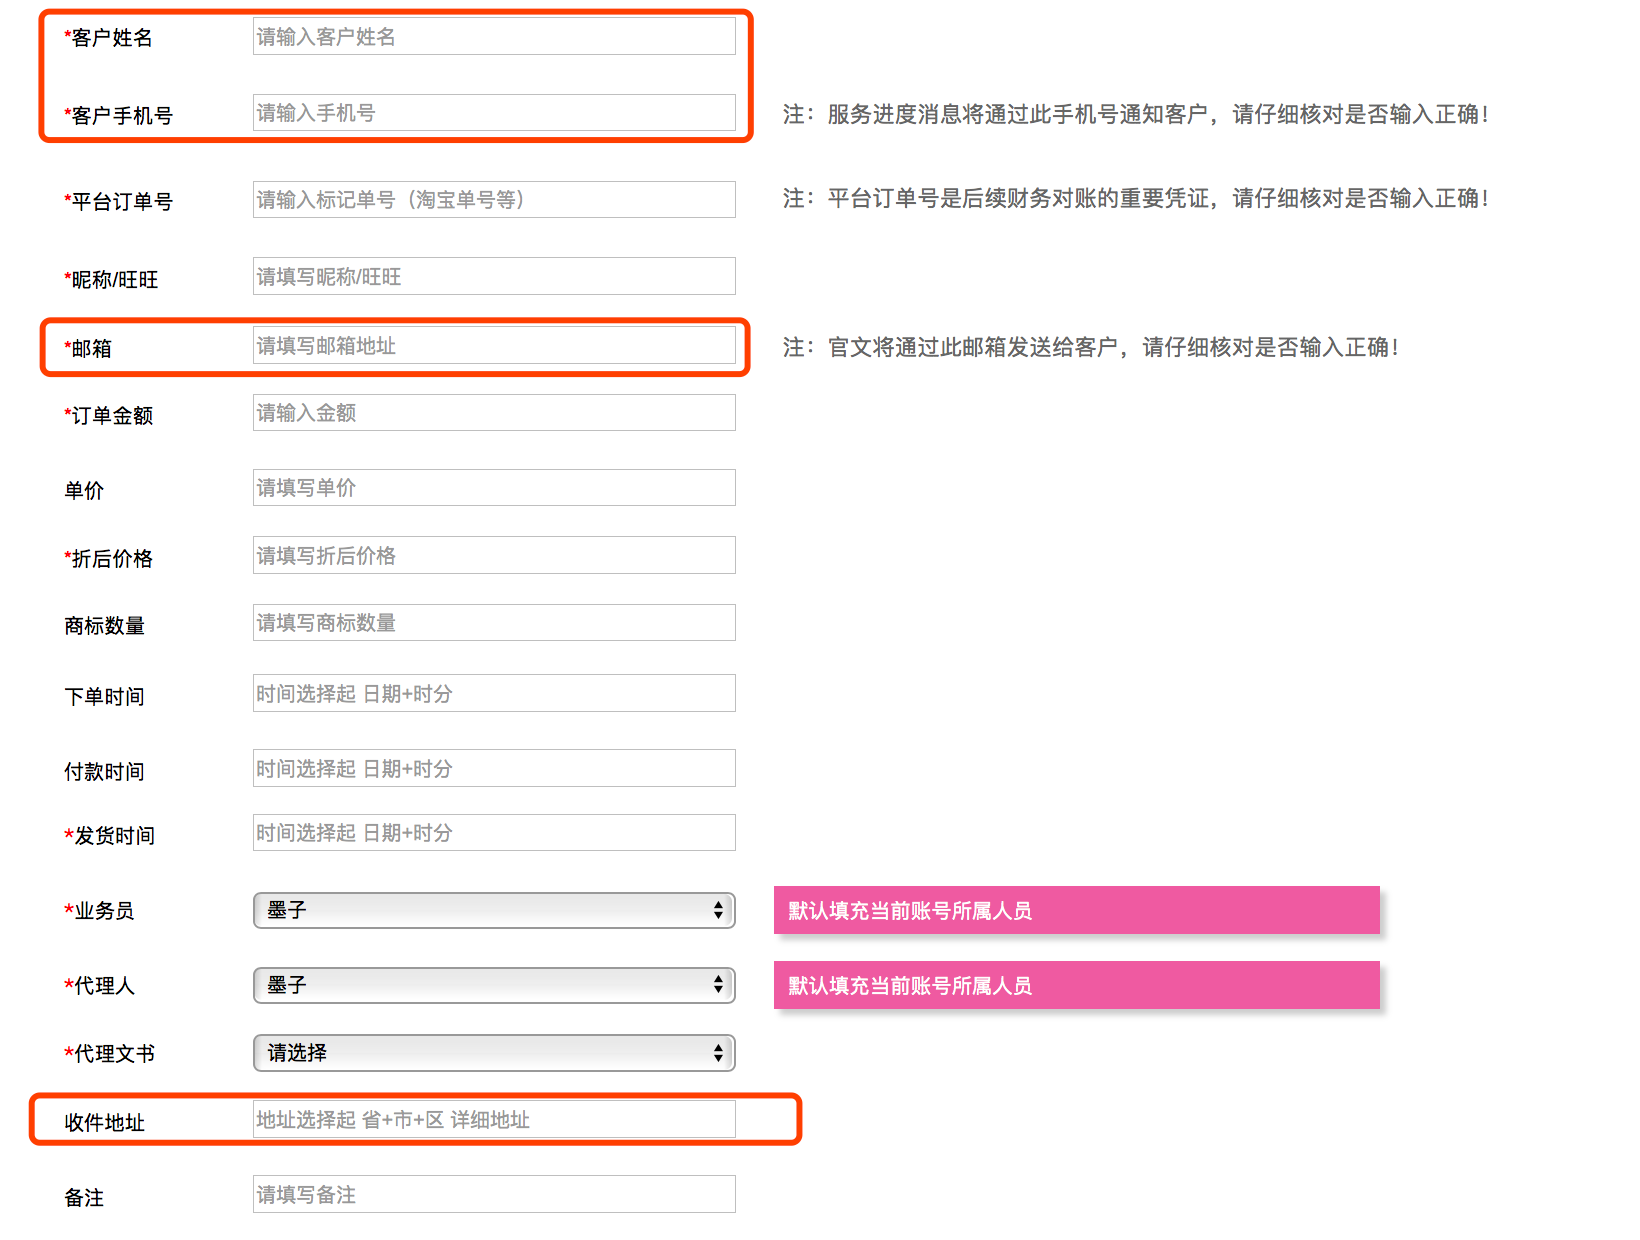 *客户姓名 请输入客户姓名
*客户手机号 请输入手机号 注：服务进度消息将通过此手机号通知客户，请仔细核对是否输入正确！
*平台订单号 请输入标记单号（淘宝单号等） 注：平台订单号是后续财务对账的重要凭证，请仔细核对是否输入正确！
*昵称/旺旺 请填写昵称/旺旺
*邮箱 请填写邮箱地址 注：官文将通过此邮箱发送给客户，请仔细核对是否输入正确！
*订单金额 请输入金额
单价 请填写单价
*折后价格 请填写折后价格
商标数量 请填写商标数量
下单时间 时间选择起 日期+时分
付款时间 时间选择起 日期+时分
*发货时间 时间选择起 日期+时分
*业务员 墨子 默认填充当前账号所属人员
*代理人 墨子 默认填充当前账号所属人员
*代理文书 请选择
收件地址 地址选择起 省+市+区 详细地址
备注 请填写备注